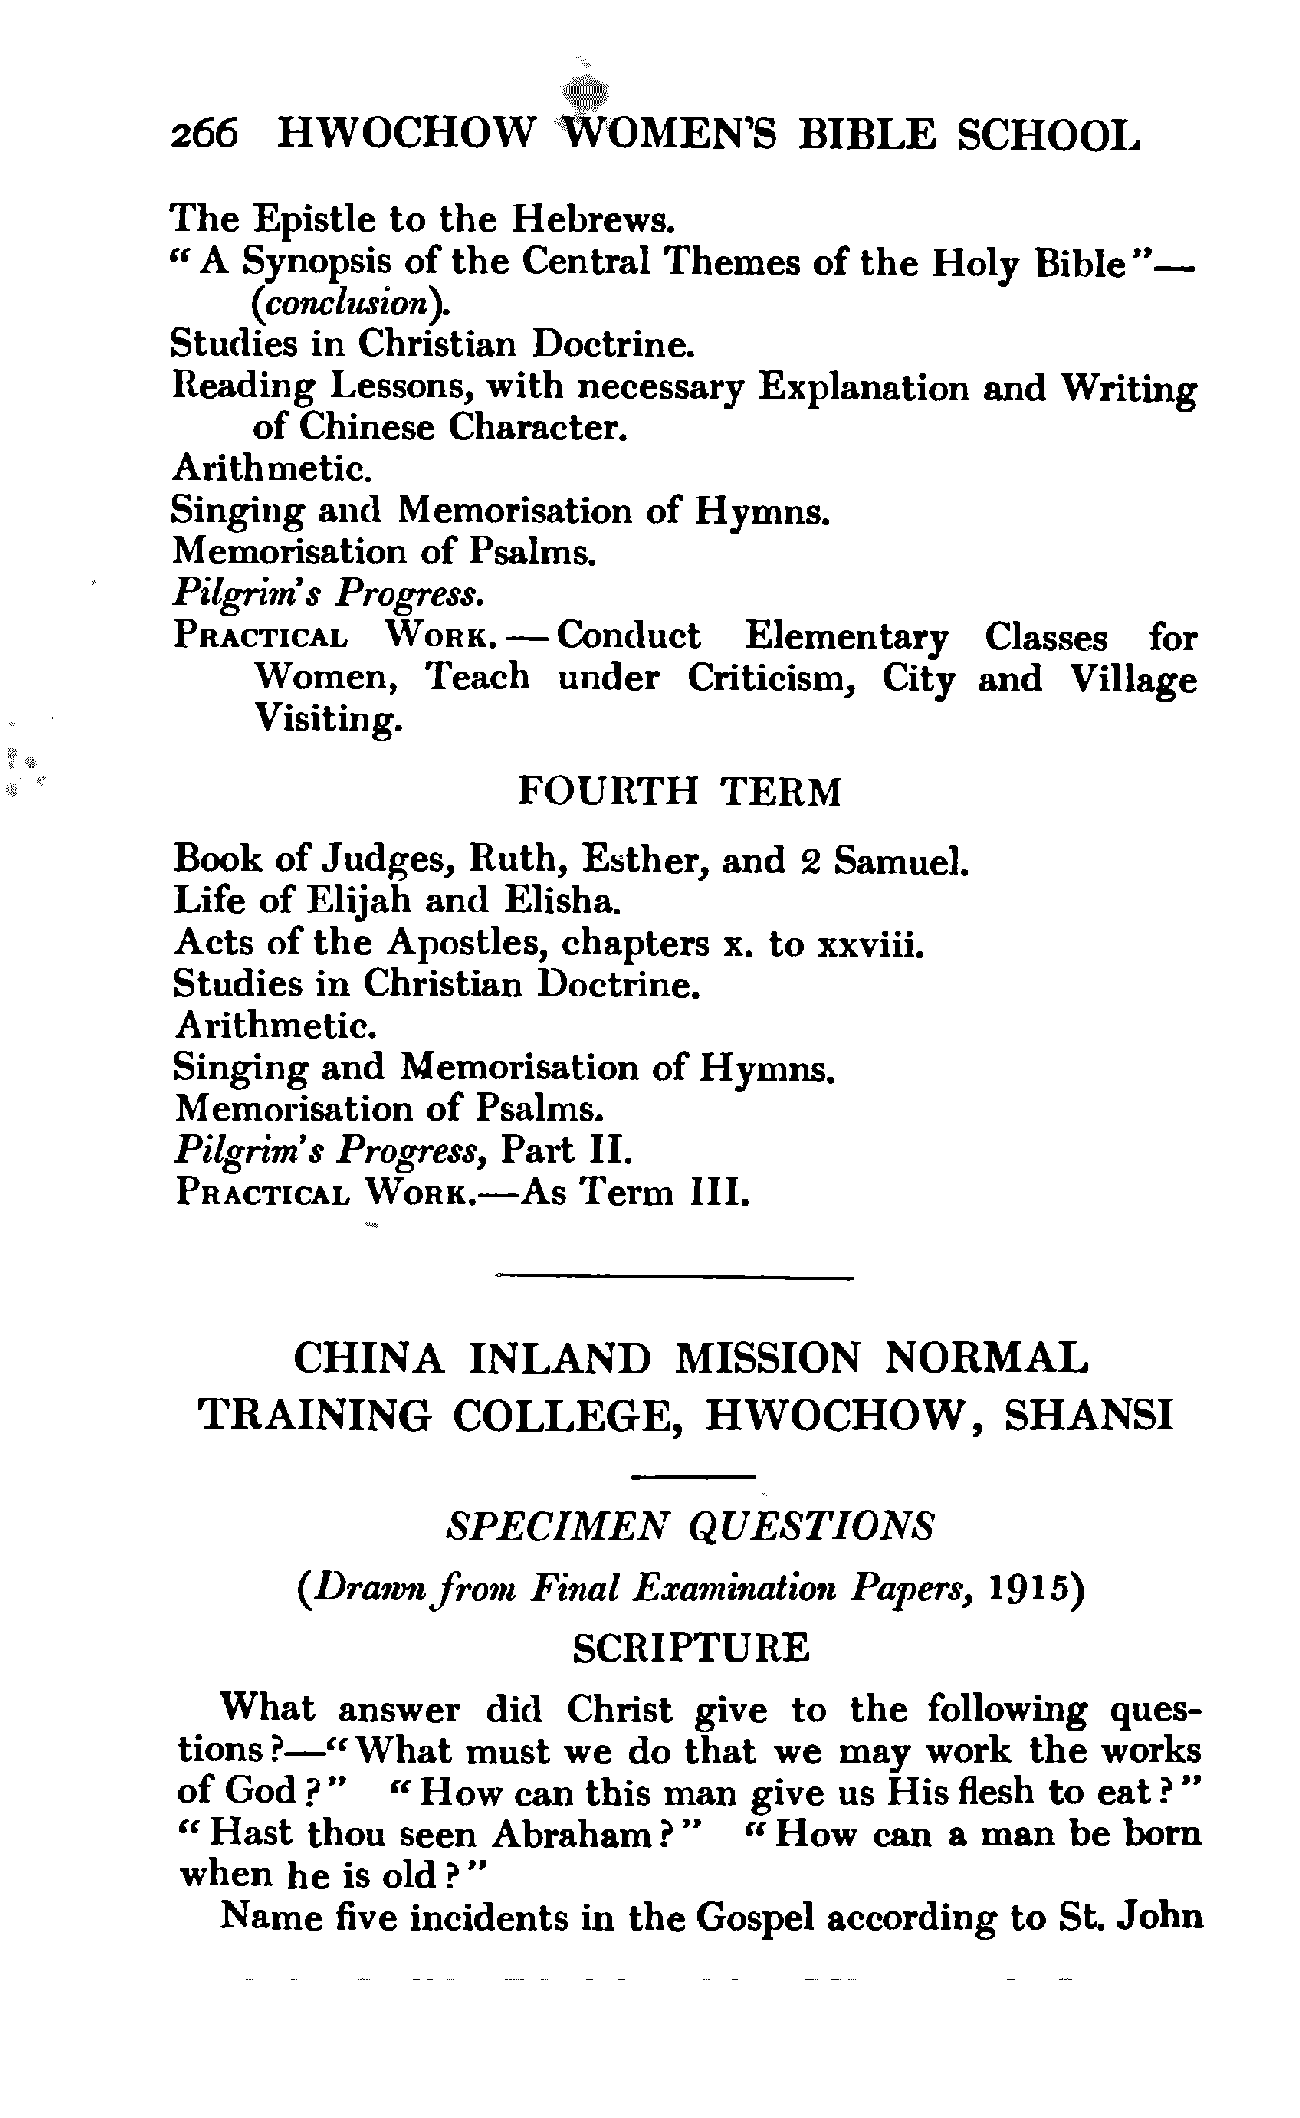 266 HWOCHOW WOMEN'S BIBLE SCHOOL
The Epistle to the Hebrews.
“ A Synopsis of the Central Themes of the Holy Bible”—
(conclusion).
Studies in Christian Doctrine.
Reading Lessons, with necessary Explanation and Writing
of Chinese Character.
Arithmetic.
Singing and Memorisation of Hymns.
Memorisation of Psalms.
Pilgrim's Progress.
PRACTICAL WORK.—Conduct Elementary Classes for
Women, Teach under Criticism, City and Village
Visiting.
FOURTH TERM
Book of Judges, Ruth, Esther, and 2 Samuel.
Life of Elijah and Elisha.
Acts of the Apostles, chapters x. to xxviii.
Studies in Christian Doctrine.
Arithmetic.
Singing and Memorisation of Hymns.
Memorisation of Psalms.
Pilgrim's Progress, Part II.
PRACTICAL WORK.—As Term III.
CHINA INLAND MISSION NORMAL
TRAINING COLLEGE, HWOCHOW, SHANSI
SPECIMEN QUESTIONS
(Drawn from Final Examination Papers, 1915)
SCRIPTURE
What answer did Christ give to the following ques-
tions?—“What must we do that we may work the works
of God?” “How can this man give us His flesh to eat?”
“Hast thou seen Abraham?” “How can a man be born
when he is old?”
Name five incidents in the Gospel according to St. John